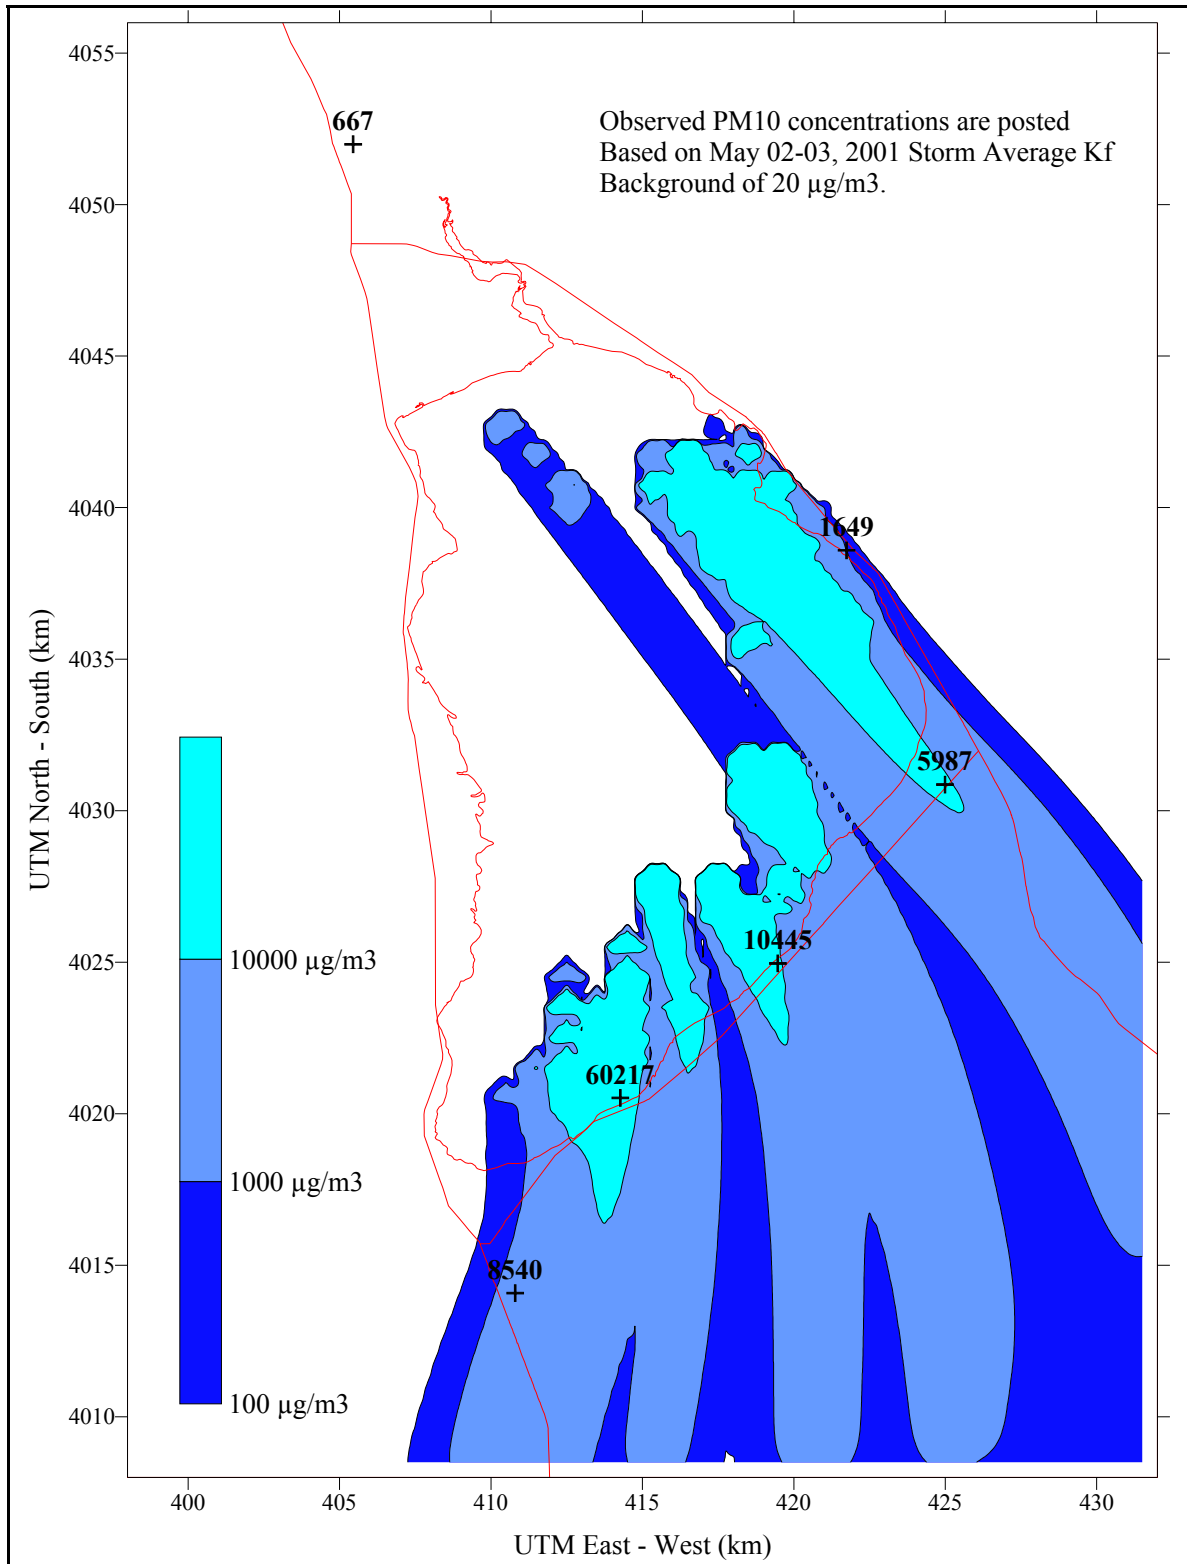 4055
4050
4045
4040
4035
4030
4025
4020
4015
4010
UTM North - South (km)
667
Observed PM10 concentrations are posted
Based on May 02-03, 2001 Storm Average Kf
Background of 20 µg/m3.
1649
5987
10445
60217
8540
10000 µg/m3
1000 µg/m3
100 µg/m3
400 405 410 415 420 425 430
UTM East - West (km)